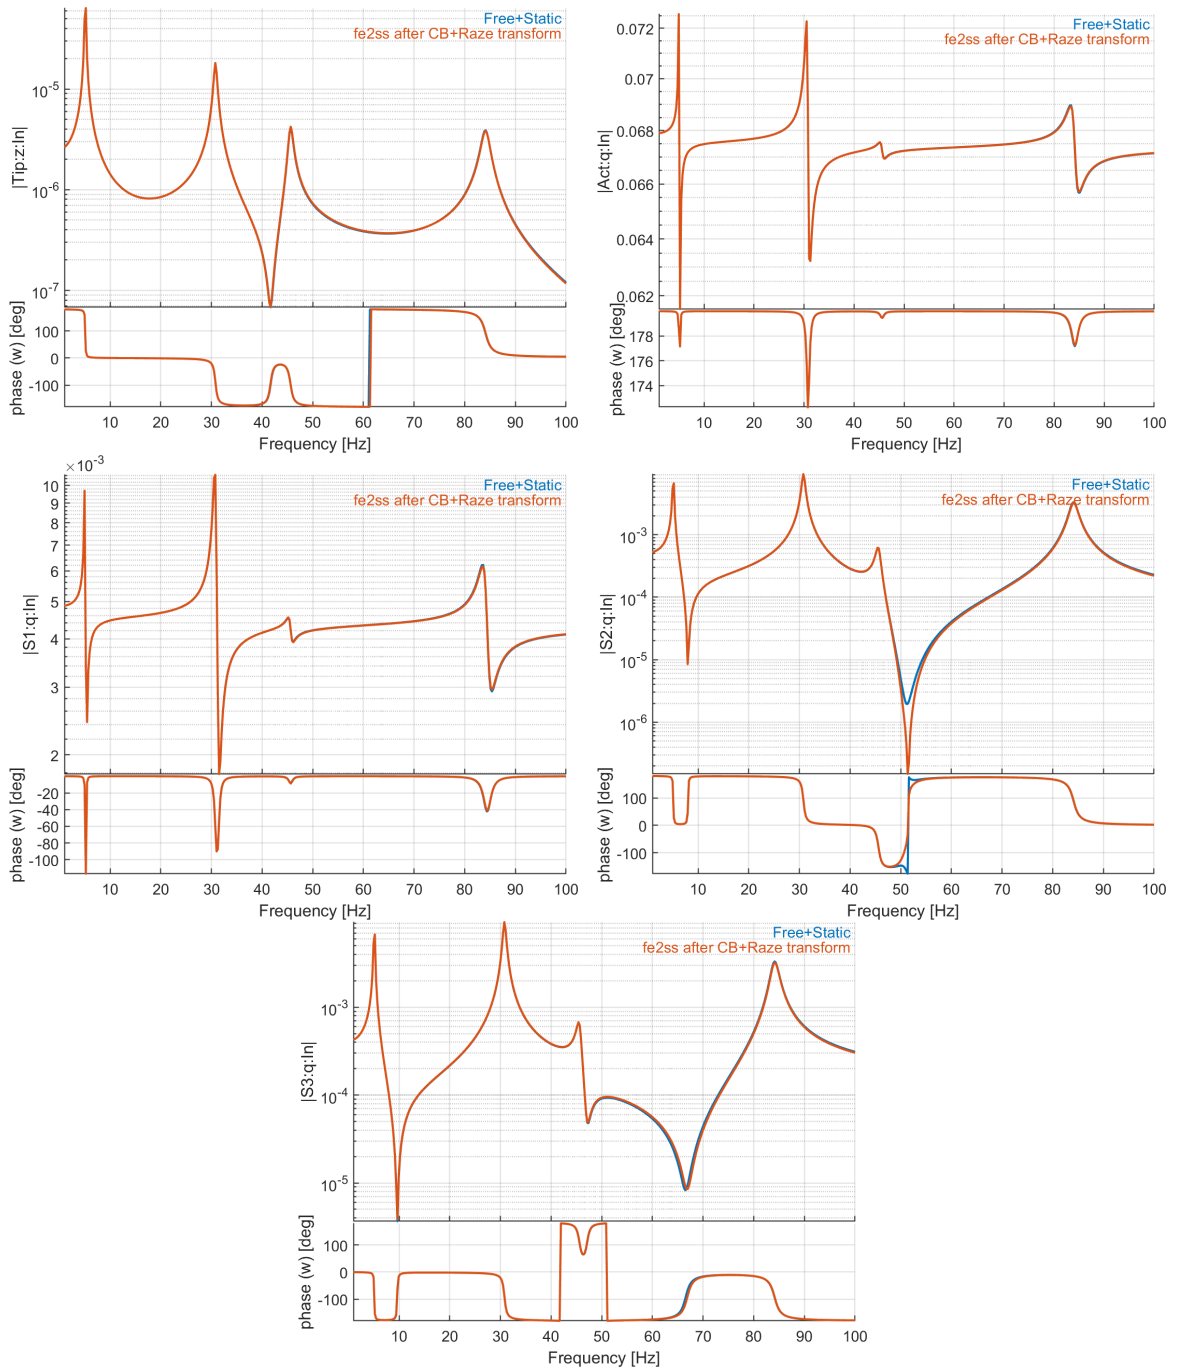 Free+Static
fe2ss after CB+Raze transform
|Tip:z:In|
10-5
10-6
10-7
phase (w) [deg]
100
0
-100
10 20 30 40 50 60 70 80 90 100
Frequency [Hz]
Free+Static
fe2ss after CB+Raze transform
|Act:q:In|
0.072
0.07
0.068
0.066
0.064
0.062
phase (w) [deg]
178
176
174
10 20 30 40 50 60 70 80 90 100
Frequency [Hz]
×10-3
Free+Static
fe2ss after CB+Raze transform
|S1:q:In|
10
9
8
7
6
5
4
3
2
phase (w) [deg]
-20
-40
-60
-80
-100
10 20 30 40 50 60 70 80 90 100
Frequency [Hz]
Free+Static
fe2ss after CB+Raze transform
|S2:q:In|
10-3
10-4
10-5
10-6
phase (w) [deg]
100
0
-100
10 20 30 40 50 60 70 80 90 100
Frequency [Hz]
Free+Static
fe2ss after CB+Raze transform
|S3:q:In|
10-3
10-4
10-5
phase (w) [deg]
100
0
-100
10 20 30 40 50 60 70 80 90 100
Frequency [Hz]